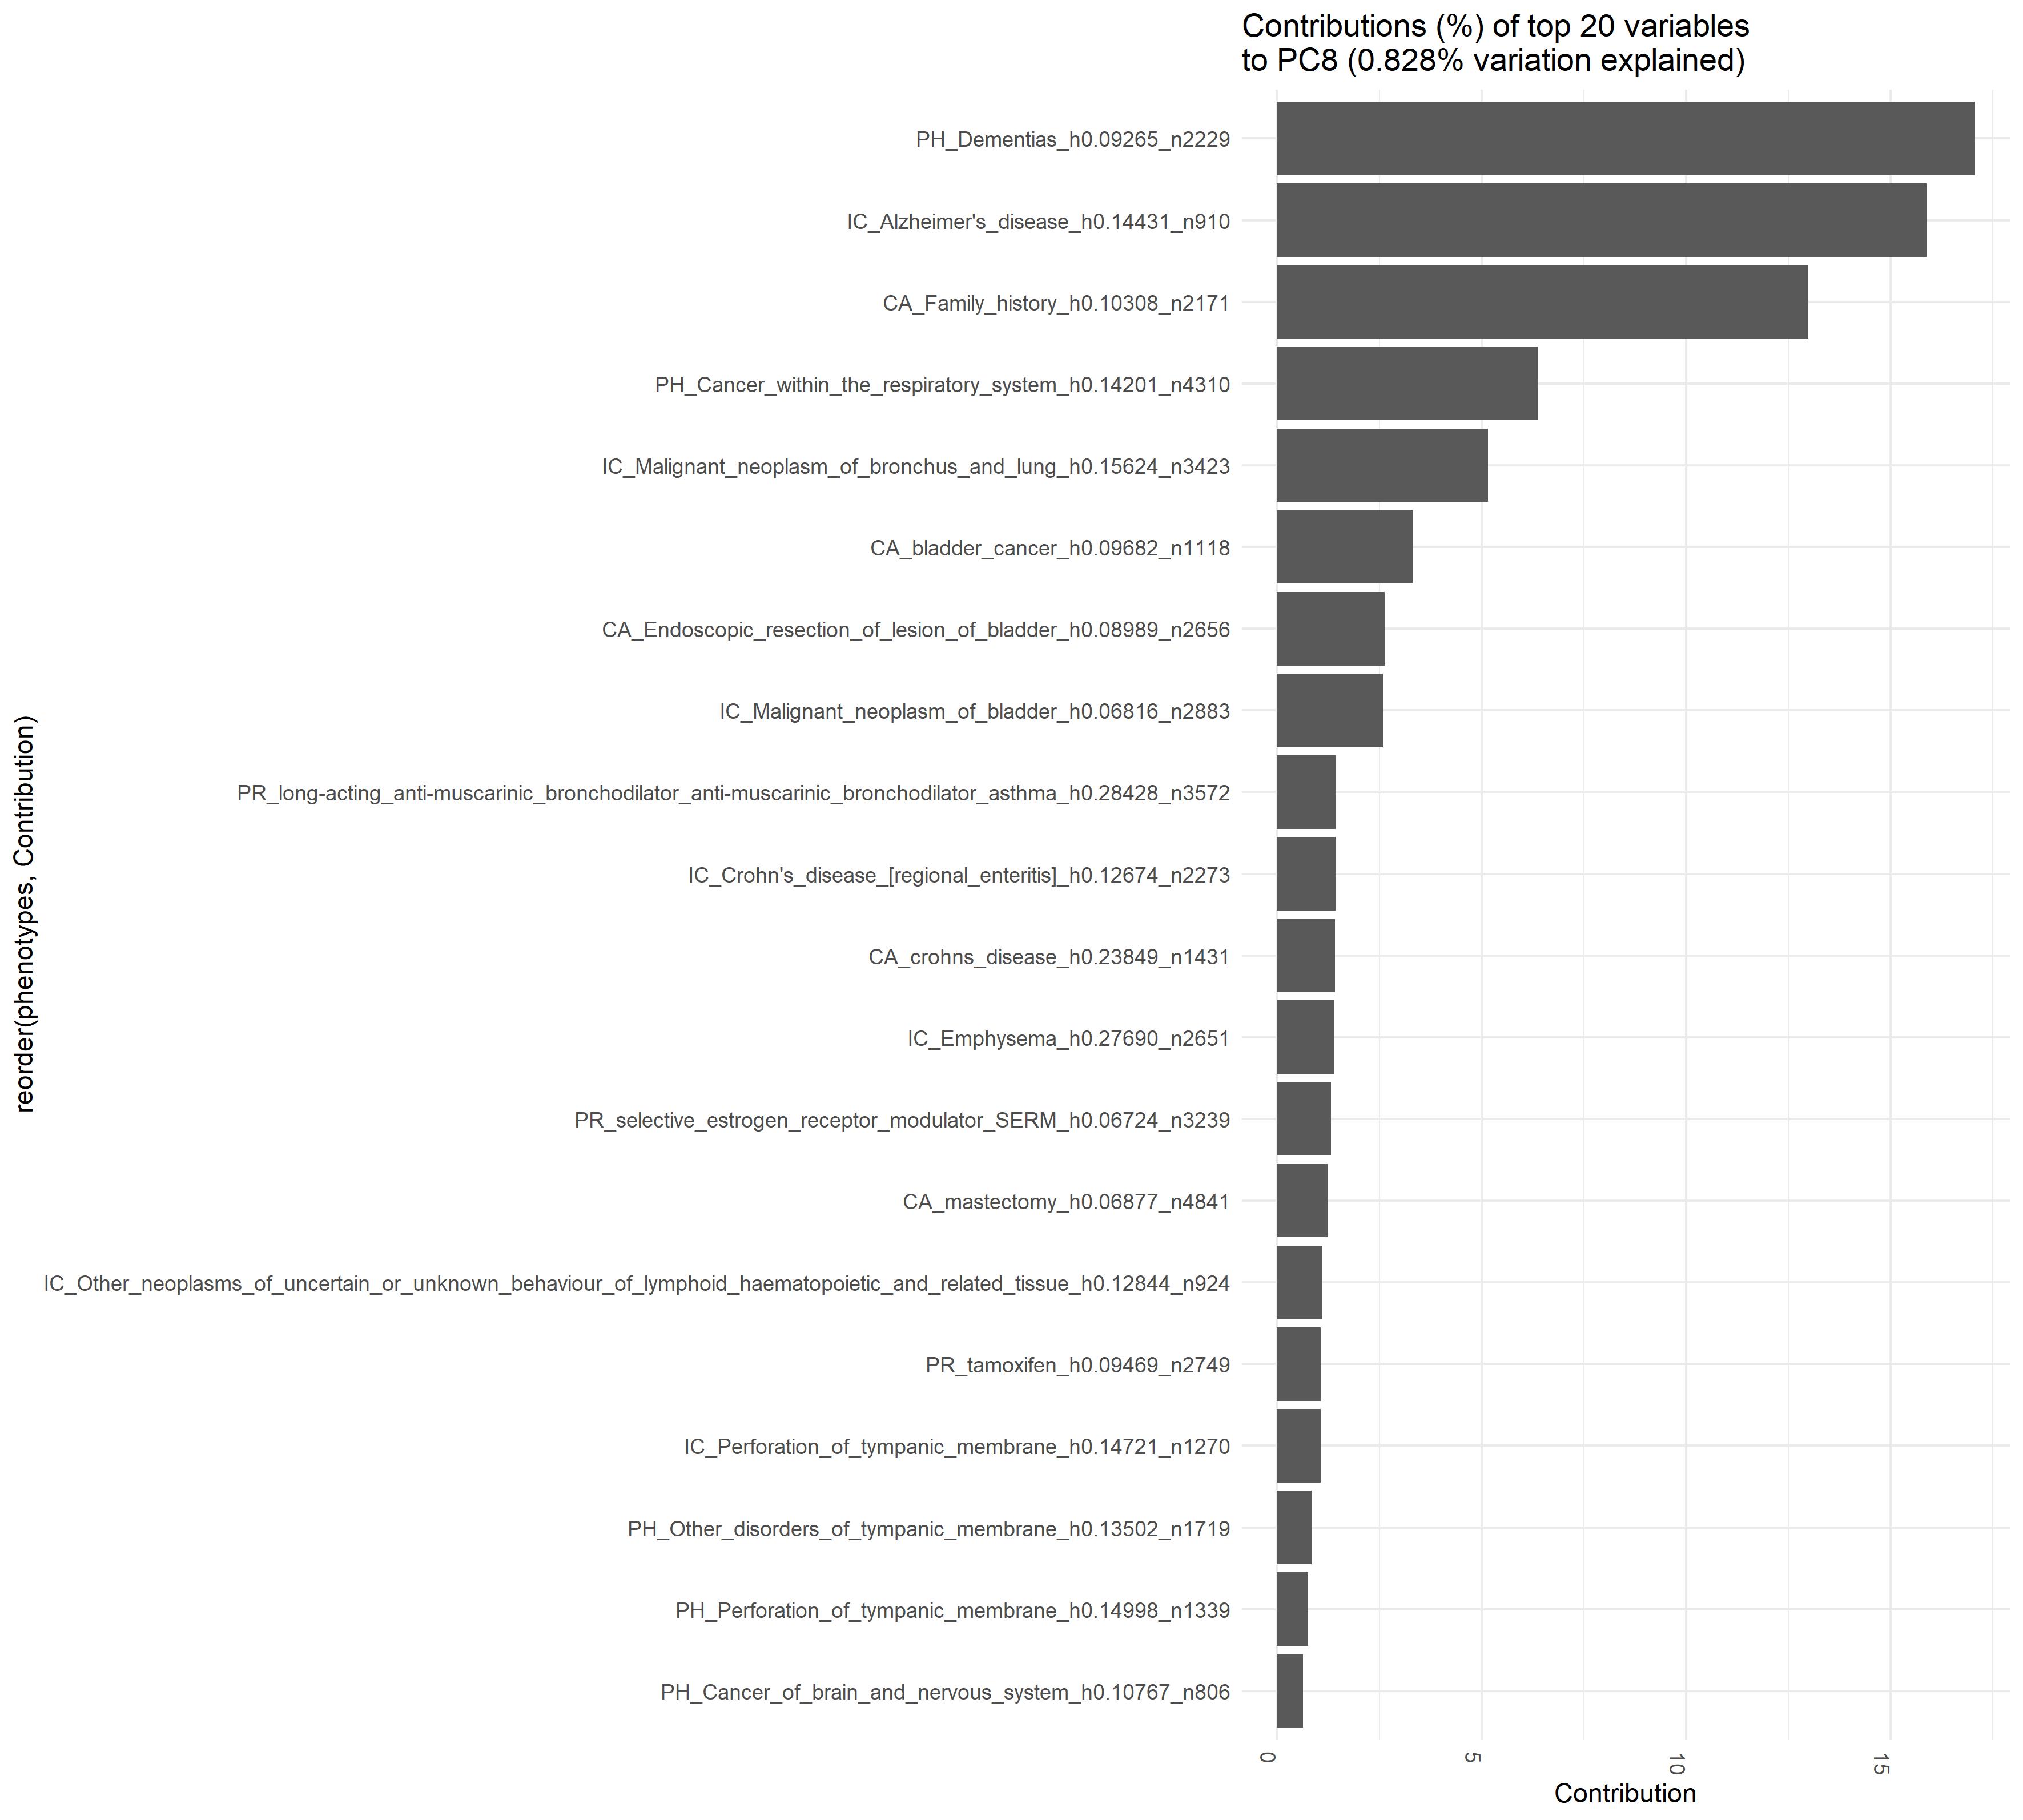 Contributions (%) of top 20 variables
to PC8 (0.828% variation explained)
PH_Dementias_h0.09265_n2229
IC_Alzheimer's_disease_h0.14431_n910
CA_Family_history_h0.10308_n2171
PH_Cancer_within_the_respiratory_system_h0.14201_n4310
IC_Malignant_neoplasm_of_bronchus_and_lung_h0.15624_n3423
CA_bladder_cancer_h0.09682_n1118
CA_Endoscopic_resection_of_lesion_of_bladder_h0.08989_n2656
IC_Malignant_neoplasm_of_bladder_h0.06816_n2883
PR_long-acting_anti-muscarinic_bronchodilator_anti-muscarinic_bronchodilator_asthma_h0.28428_n3572
IC_Crohn's_disease_[regional_enteritis]_h0.12674_n2273
CA_crohns_disease_h0.23849_n1431
IC_Emphysema_h0.27690_n2651
PR_selective_estrogen_receptor_modulator_SERM_h0.06724_n3239
CA_mastectomy_h0.06877_n4841
IC_Other_neoplasms_of_uncertain_or_unknown_behaviour_of_lymphoid_haematopoietic_and_related_tissue_h0.12844_n924
PR_tamoxifen_h0.09469_n2749
IC_Perforation_of_tympanic_membrane_h0.14721_n1270
PH_Other_disorders_of_tympanic_membrane_h0.13502_n1719
PH_Perforation_of_tympanic_membrane_h0.14998_n1339
PH_Cancer_of_brain_and_nervous_system_h0.10767_n806
reorder(phenotypes, Contribution)
0 5 10 15
Contribution